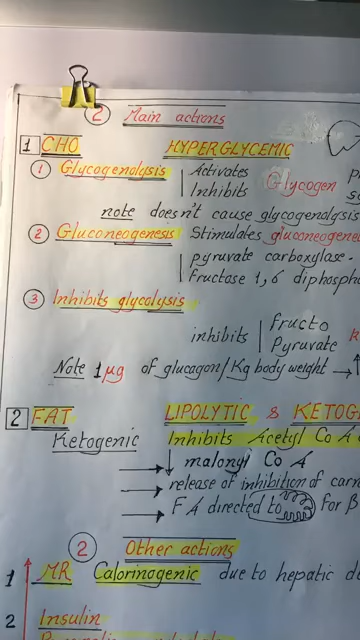 2 Main actions
1 CHO HYPERGLYCEMIC
1 Glycogenolysis Activates
Inhibits Glycogen
note doesn't cause glycogenolysis
2 Gluconeogenesis Stimulates gluconeogene
pyruvate carboxylase.
fructose 1,6 diphosph
3 Inhibits glycolysis
inhibits Fructo
Pyruvate
Note 1 µg of glucagon/Kg body weight → ↑
2 FAT LIPOLYTIC & KETOG
Ketogenic Inhibits Acetyl Co A
↓ malonyl Co A
→ release of inhibition of carn
→ FA directed to for β
2 Other actions
1 MR Calorinogenic due to hepatic d
2 Insulin